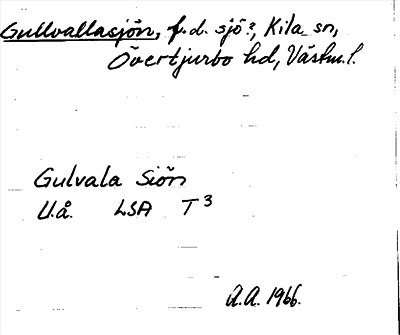 Gullvallasjön, f.d. sjö?, Kila sn,
Övertjurbo hd, Västm.l.
Gulvala Siön
U.å. LSA T3
A.A. 1966.